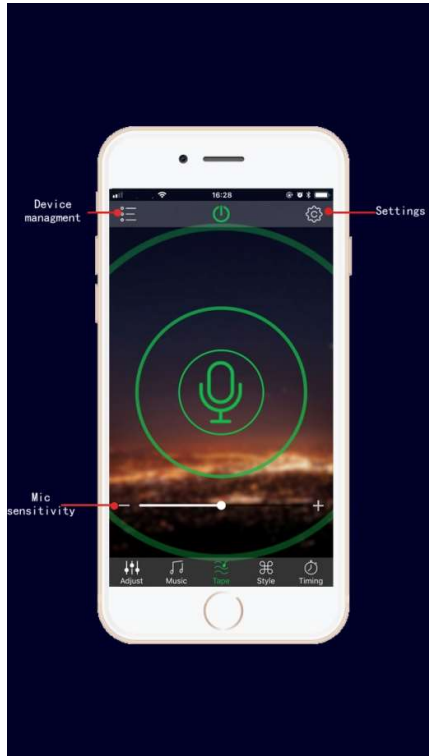 16:28
Device
managment
Settings
Mic
sensitivity
Adjust
Music
Tape
Style
Timing